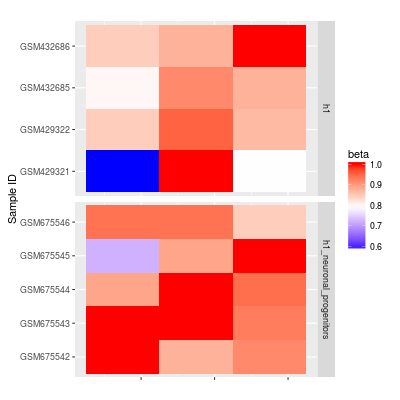 GSM432686
GSM432685
GSM429322
GSM429321
h1
GSM675546
GSM675545
GSM675544
GSM675543
GSM675542
h1_neuronal_progenitors
Sample ID
beta
1.0
0.9
0.8
0.7
0.6